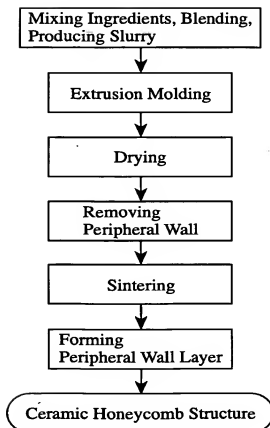 Mixing Ingredients, Blending,
Producing Slurry
Extrusion Molding
Drying
Removing
Peripheral Wall
Sintering
Forming
Peripheral Wall Layer
Ceramic Honeycomb Structure